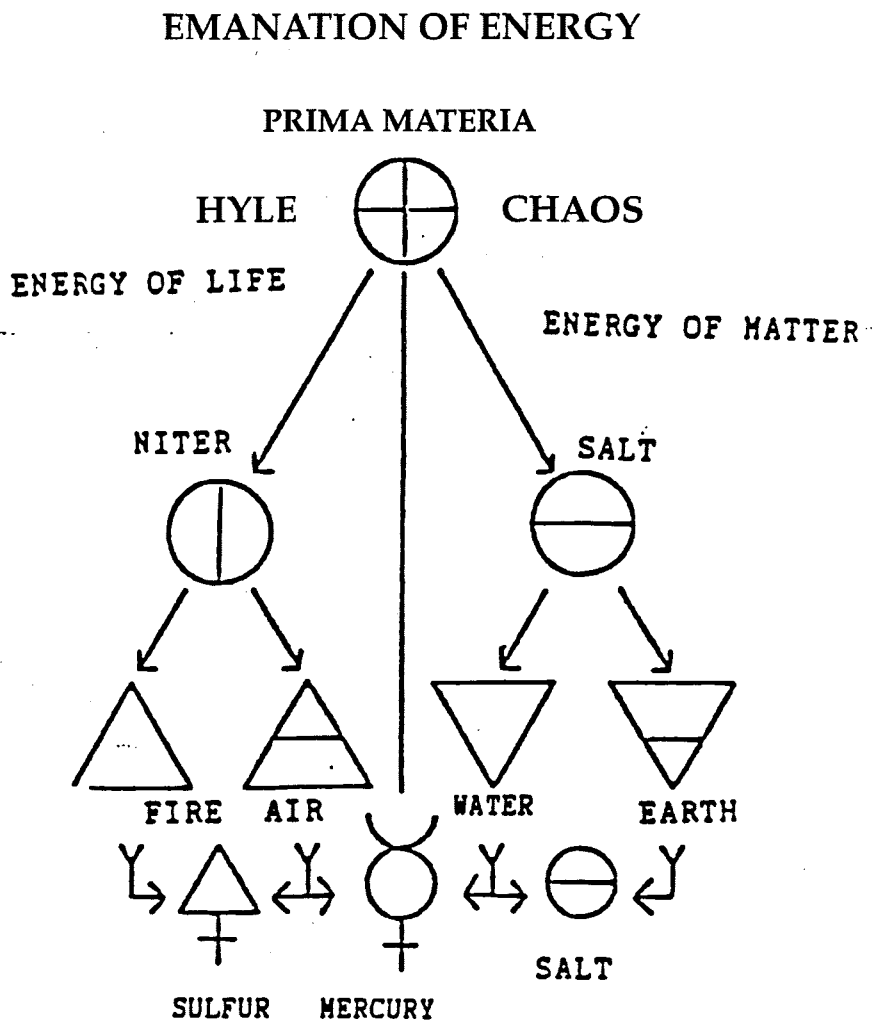 EMANATION OF ENERGY
PRIMA MATERIA
HYLE CHAOS
ENERGY OF LIFE
ENERGY OF MATTER
NITER
SALT
FIRE AIR WATER EARTH
SALT
SULFUR MERCURY